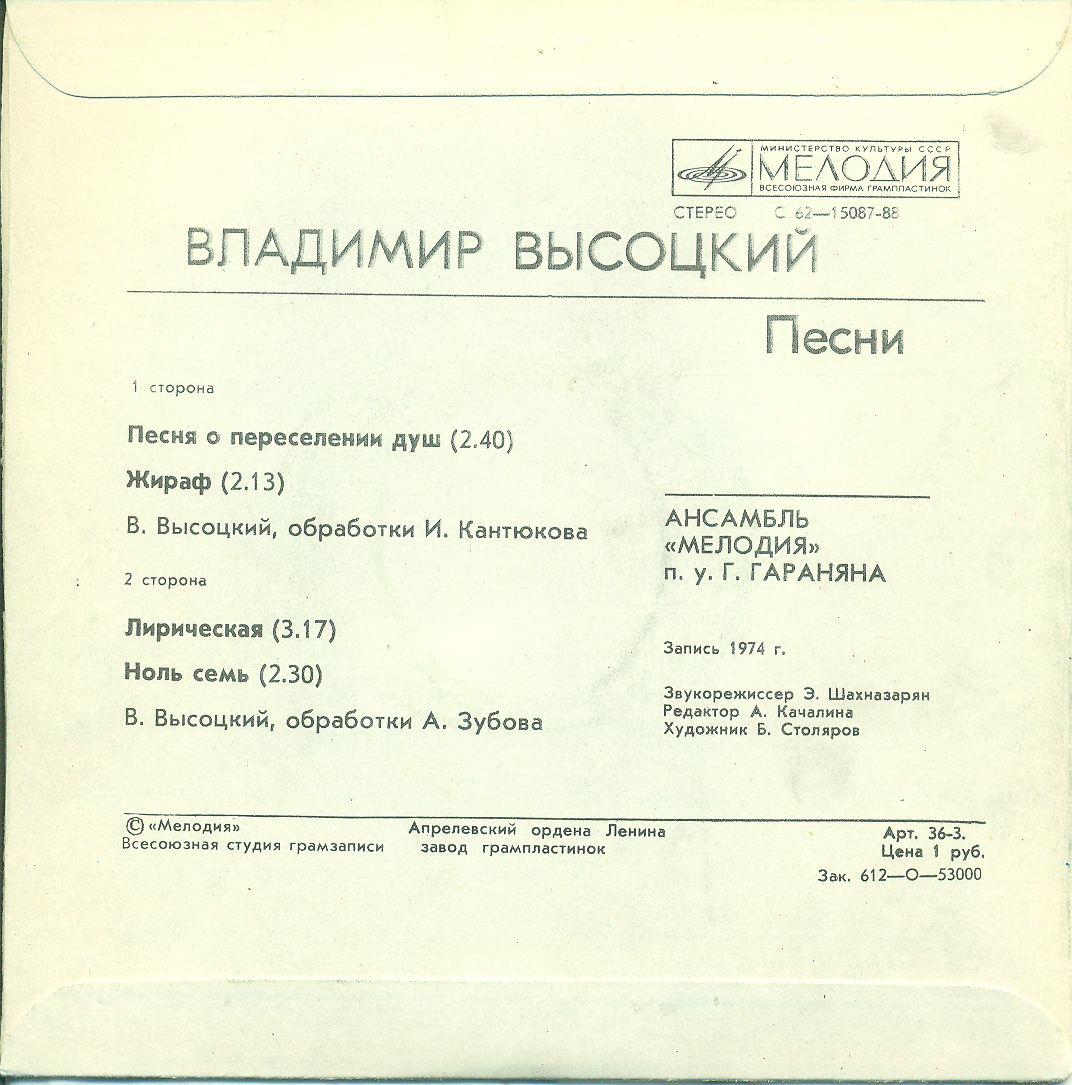 МИНИСТЕРСТВО КУЛЬТУРЫ СССР
МЕЛОДИЯ
ВСЕСОЮЗНАЯ ФИРМА ГРАМПЛАСТИНОК
СТЕРЕО С 62—15087-88
ВЛАДИМИР ВЫСОЦКИЙ
Песни
1 сторона
Песня о переселении душ (2.40)
Жираф (2.13)
В. Высоцкий, обработки И. Кантюкова
2 сторона
Лирическая (3.17)
Ноль семь (2.30)
В. Высоцкий, обработки А. Зубова
АНСАМБЛЬ
«МЕЛОДИЯ»
п. у. Г. ГАРАНЯНА
Запись 1974 г.
Звукорежиссер Э. Шахназарян
Редактор А. Качалина
Художник Б. Столяров
© «Мелодия»
Всесоюзная студия грамзаписи
Апрелевский ордена Ленина
завод грампластинок
Арт. 36-3.
Цена 1 руб.
Зак. 612—О—53000